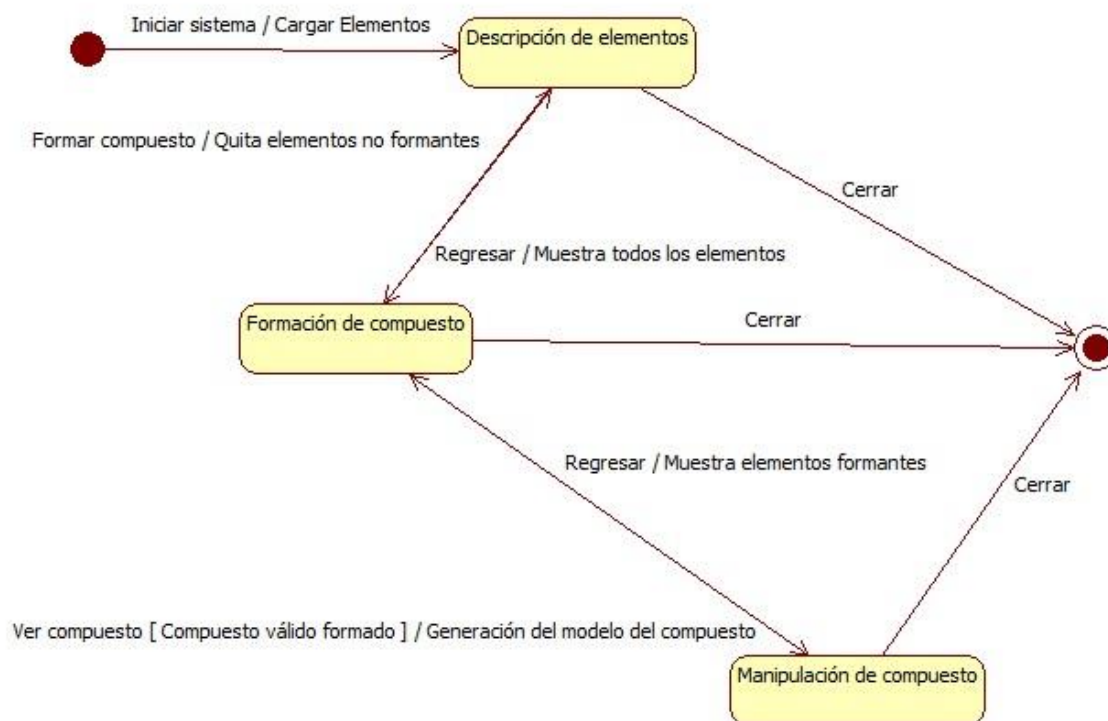 Iniciar sistema / Cargar Elementos
Descripción de elementos
Formar compuesto / Quita elementos no formantes
Cerrar
Regresar / Muestra todos los elementos
Formación de compuesto
Cerrar
Regresar / Muestra elementos formantes
Cerrar
Ver compuesto [ Compuesto válido formado ] / Generación del modelo del compuesto
Manipulación de compuesto